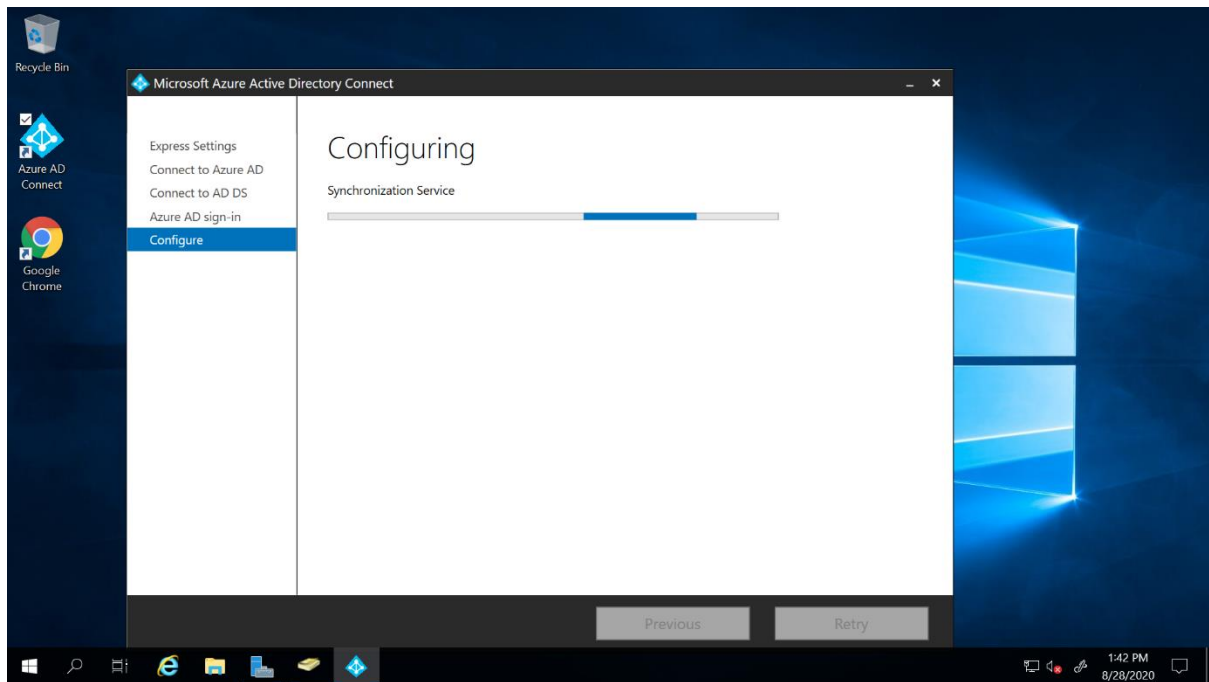 Recycle Bin
Microsoft Azure Active Directory Connect
Azure AD
Connect
Google
Chrome
Express Settings
Connect to Azure AD
Connect to AD DS
Azure AD sign-in
Configure
Configuring
Synchronization Service
Previous
Retry
1:42 PM
8/28/2020